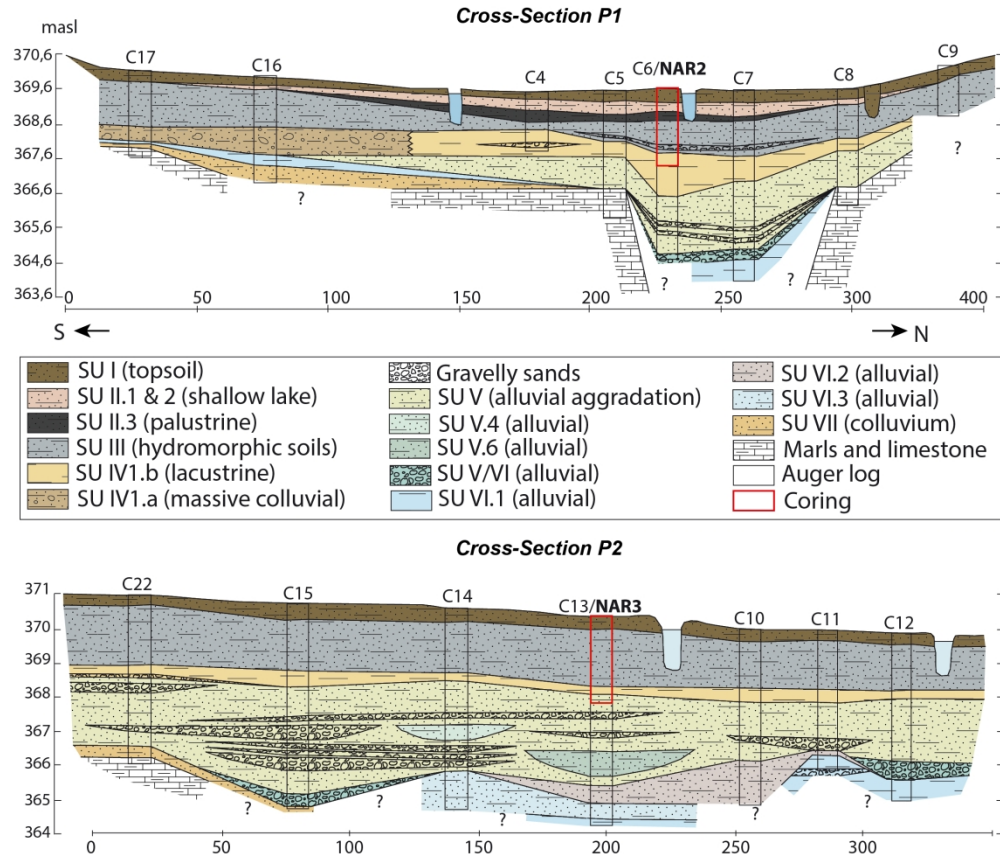 Cross-Section P1
masl
370,6
369,6
368,6
367,6
366,6
365,6
364,6
363,6
C17
C16
C4
C5
C6/NAR2
C7
C8
C9
?
?
?
?
0
50
100
150
200
250
300
400
S
N
SU I (topsoil)
SU II.1 & 2 (shallow lake)
SU II.3 (palustrine)
SU III (hydromorphic soils)
SU IV1.b (lacustrine)
SU IV1.a (massive colluvial)
Gravelly sands
SU V (alluvial aggradation)
SU V.4 (alluvial)
SU V.6 (alluvial)
SU V/VI (alluvial)
SU VI.1 (alluvial)
SU VI.2 (alluvial)
SU VI.3 (alluvial)
SU VII (colluvium)
Marls and limestone
Auger log
Coring
Cross-Section P2
371
370
369
368
367
366
365
364
C22
C15
C14
C13/NAR3
C10
C11
C12
?
?
?
?
?
0
50
100
150
200
250
300